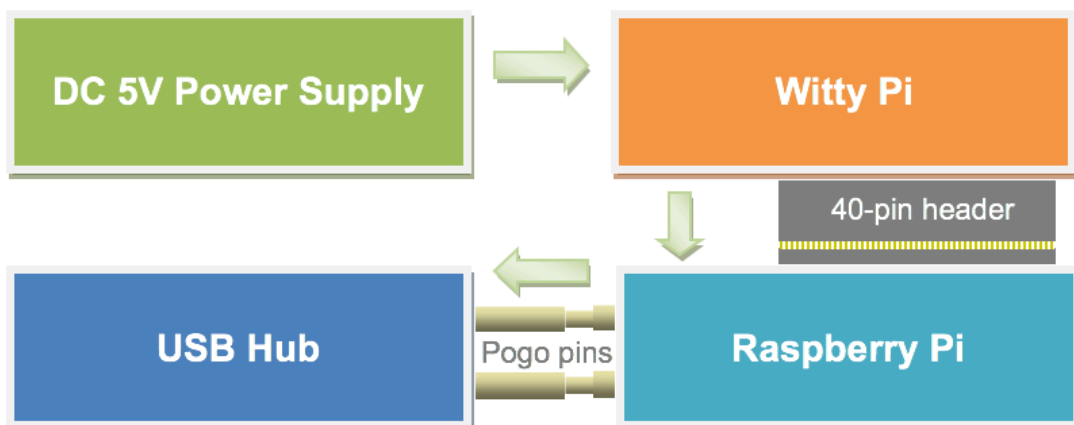 DC 5V Power Supply
Witty Pi
40-pin header
USB Hub
Pogo pins
Raspberry Pi